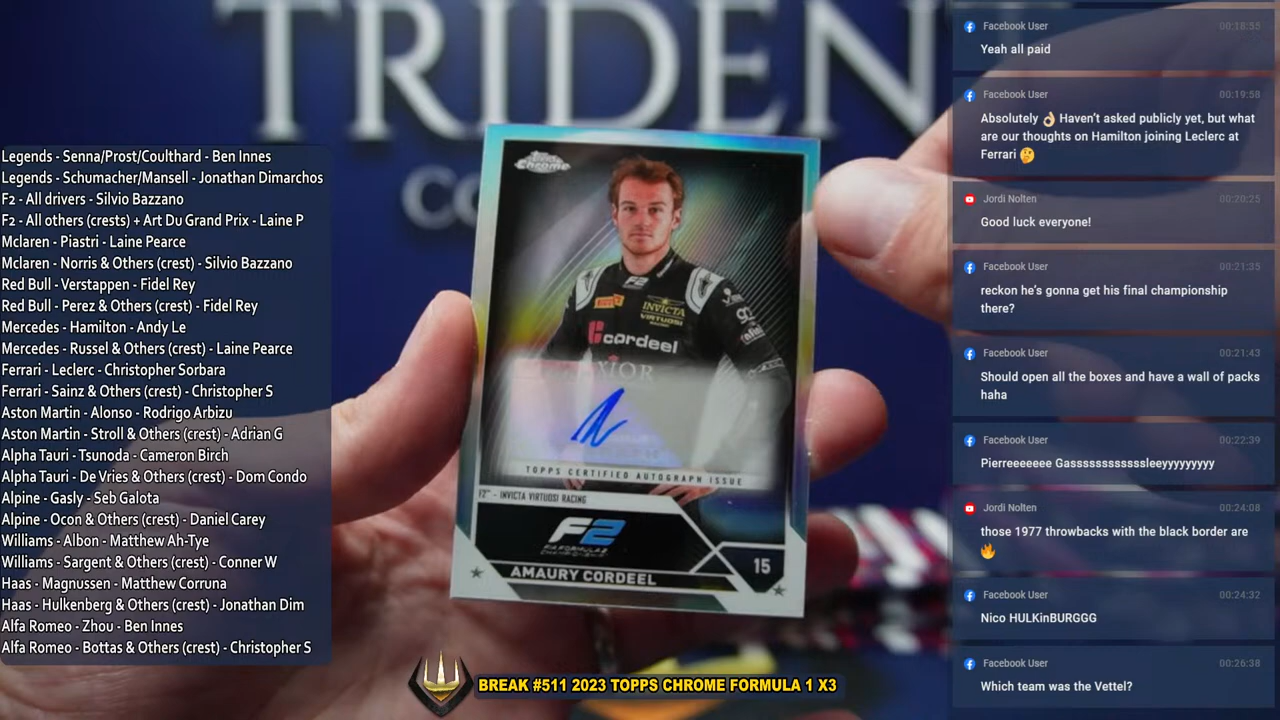 TRIDEN
Co
Legends - Senna/Prost/Coulthard - Ben Innes
Legends - Schumacher/Mansell - Jonathan Dimarchos
F2 - All drivers - Silvio Bazzano
F2 - All others (crests) + Art Du Grand Prix - Laine P
Mclaren - Piastri - Laine Pearce
Mclaren - Norris & Others (crest) - Silvio Bazzano
Red Bull - Verstappen - Fidel Rey
Red Bull - Perez & Others (crest) - Fidel Rey
Mercedes - Hamilton - Andy Le
Mercedes - Russel & Others (crest) - Laine Pearce
Ferrari - Leclerc - Christopher Sorbara
Ferrari - Sainz & Others (crest) - Christopher S
Aston Martin - Alonso - Rodrigo Arbizu
Aston Martin - Stroll & Others (crest) - Adrian G
Alpha Tauri - Tsunoda - Cameron Birch
Alpha Tauri - De Vries & Others (crest) - Dom Condo
Alpine - Gasly - Seb Galota
Alpine - Ocon & Others (crest) - Daniel Carey
Williams - Albon - Matthew Ah-Tye
Williams - Sargent & Others (crest) - Conner W
Haas - Magnussen - Matthew Corruna
Haas - Hulkenberg & Others (crest) - Jonathan Dim
Alfa Romeo - Zhou - Ben Innes
Alfa Romeo - Bottas & Others (crest) - Christopher S
Topps Chrome
F2
INVICTA
VIRTUOSI
RACING
cordeel
TOPPS CERTIFIED AUTOGRAPH ISSUE
F2™ - INVICTA VIRTUOSI RACING
F2
FIA FORMULA 2
CHAMPIONSHIP
15
AMAURY CORDEEL
BREAK #511 2023 TOPPS CHROME FORMULA 1 X3
Facebook User 00:18:55
Yeah all paid
Facebook User 00:19:58
Absolutely 👌 Haven't asked publicly yet, but what
are our thoughts on Hamilton joining Leclerc at
Ferrari 🤔
Jordi Nolten 00:20:25
Good luck everyone!
Facebook User 00:21:35
reckon he's gonna get his final championship
there?
Facebook User 00:21:43
Should open all the boxes and have a wall of packs
haha
Facebook User 00:22:39
Pierreeeeeee Gassssssssssssleeyyyyyyyyy
Jordi Nolten 00:24:08
those 1977 throwbacks with the black border are
🔥
Facebook User 00:24:32
Nico HULKinBURGGG
Facebook User 00:26:38
Which team was the Vettel?